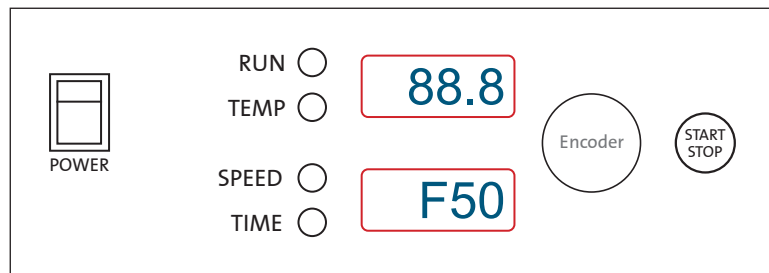 RUN
88.8
TEMP
POWER
SPEED
F50
TIME
Encoder
START
STOP